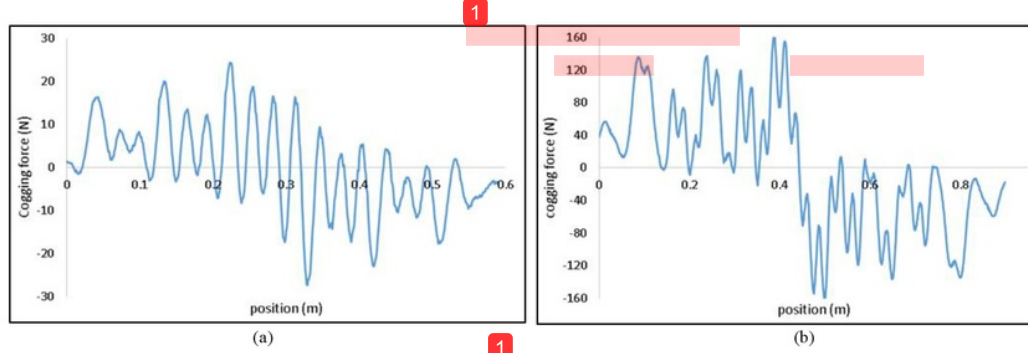 1
30
20
10
0
-10
-20
-30
0 0.1 0.2 0.3 0.4 0.5 0.6
Cogging force (N)
position (m)
(a)
160
120
80
40
0
-40
-80
-120
-160
0 0.2 0.4 0.6 0.8
cogging force (N)
position (m)
(b)
1